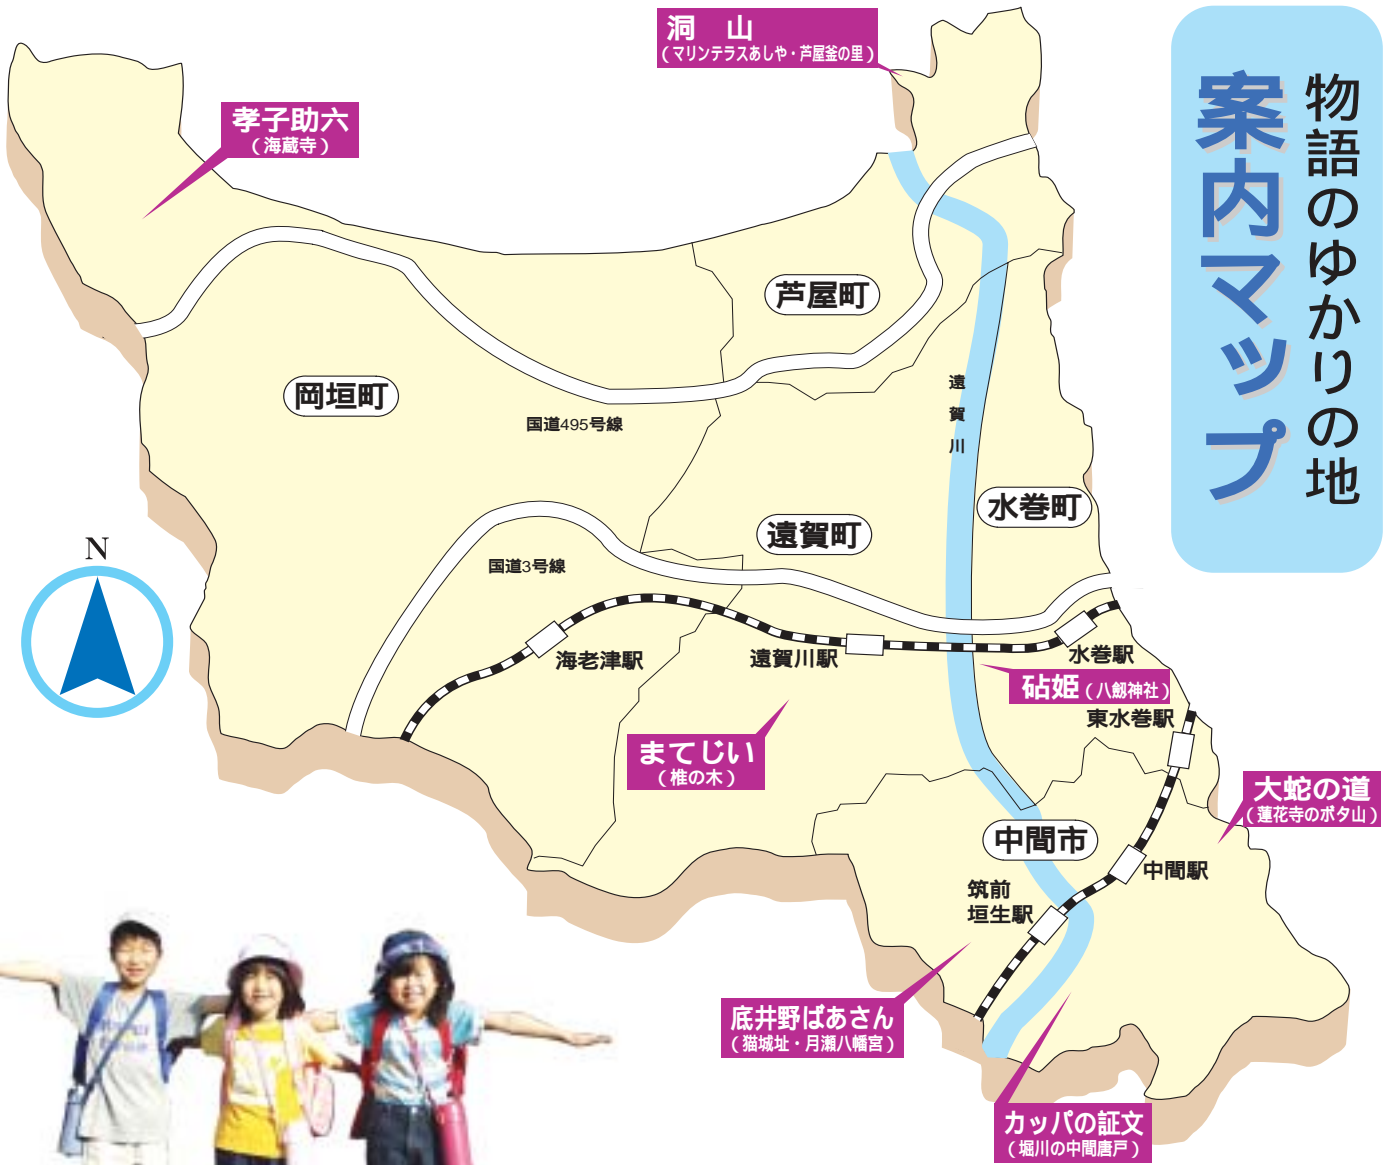 物語のゆかりの地
案内マップ
洞　山
（マリンテラスあしや・芦屋釜の里）
孝子助六
（海蔵寺）
芦屋町
岡垣町
国道495号線
遠賀川
水巻町
遠賀町
国道3号線
N
海老津駅
遠賀川駅
水巻駅
砧姫（八劔神社）
東水巻駅
まてじい
（椎の木）
大蛇の道
（蓮花寺のボタ山）
中間市
中間駅
筑前
垣生駅
底井野ばあさん
（猫城址・月瀬八幡宮）
カッパの証文
（堀川の中間唐戸）